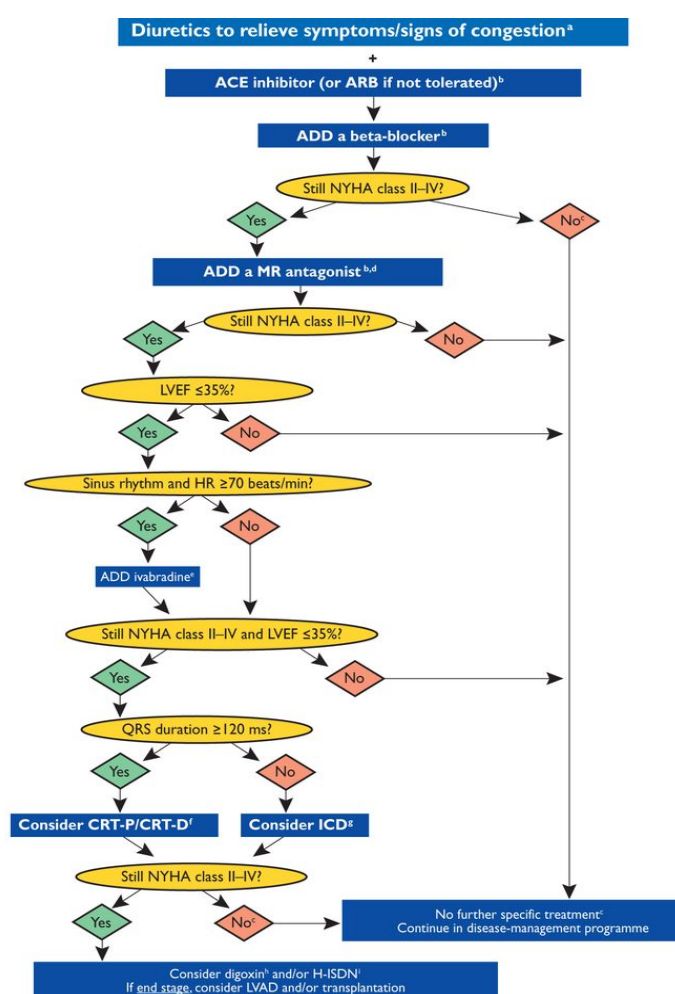 Diuretics to relieve symptoms/signs of congestionᵃ
+
ACE inhibitor (or ARB if not tolerated)ᵇ
ADD a beta-blockerᵇ
Still NYHA class II–IV?
Yes
Noᶜ
ADD a MR antagonistᵇ,ᵈ
Still NYHA class II–IV?
Yes
No
LVEF ≤35%?
Yes
No
Sinus rhythm and HR ≥70 beats/min?
Yes
No
ADD ivabradineᵉ
Still NYHA class II–IV and LVEF ≤35%?
Yes
No
QRS duration ≥120 ms?
Yes
No
Consider CRT-P/CRT-Dᶠ
Consider ICDᵍ
Still NYHA class II–IV?
Yes
Noᶜ
No further specific treatmentᶜ
Continue in disease-management programme
Consider digoxinʰ and/or H-ISDNⁱ
If end stage, consider LVAD and/or transplantation